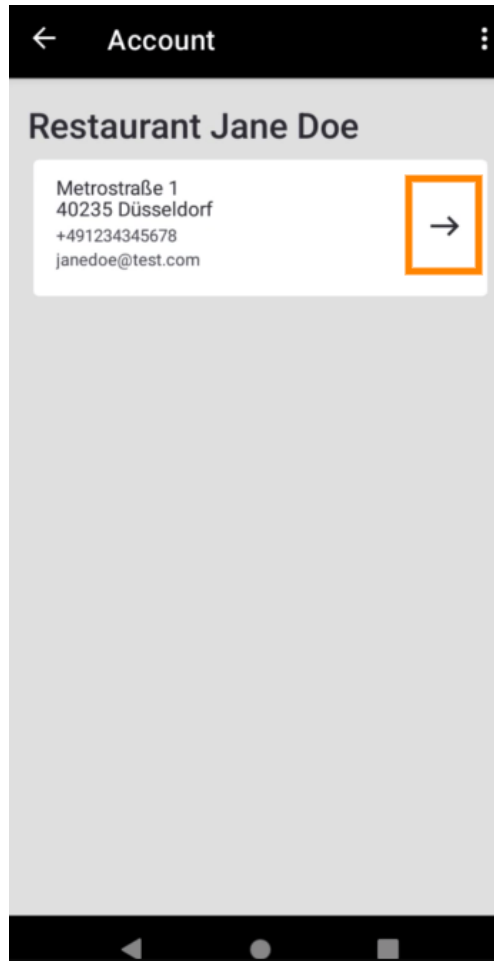 Account
Restaurant Jane Doe
Metrostraße 1
40235 Düsseldorf
+491234345678
janedoe@test.com